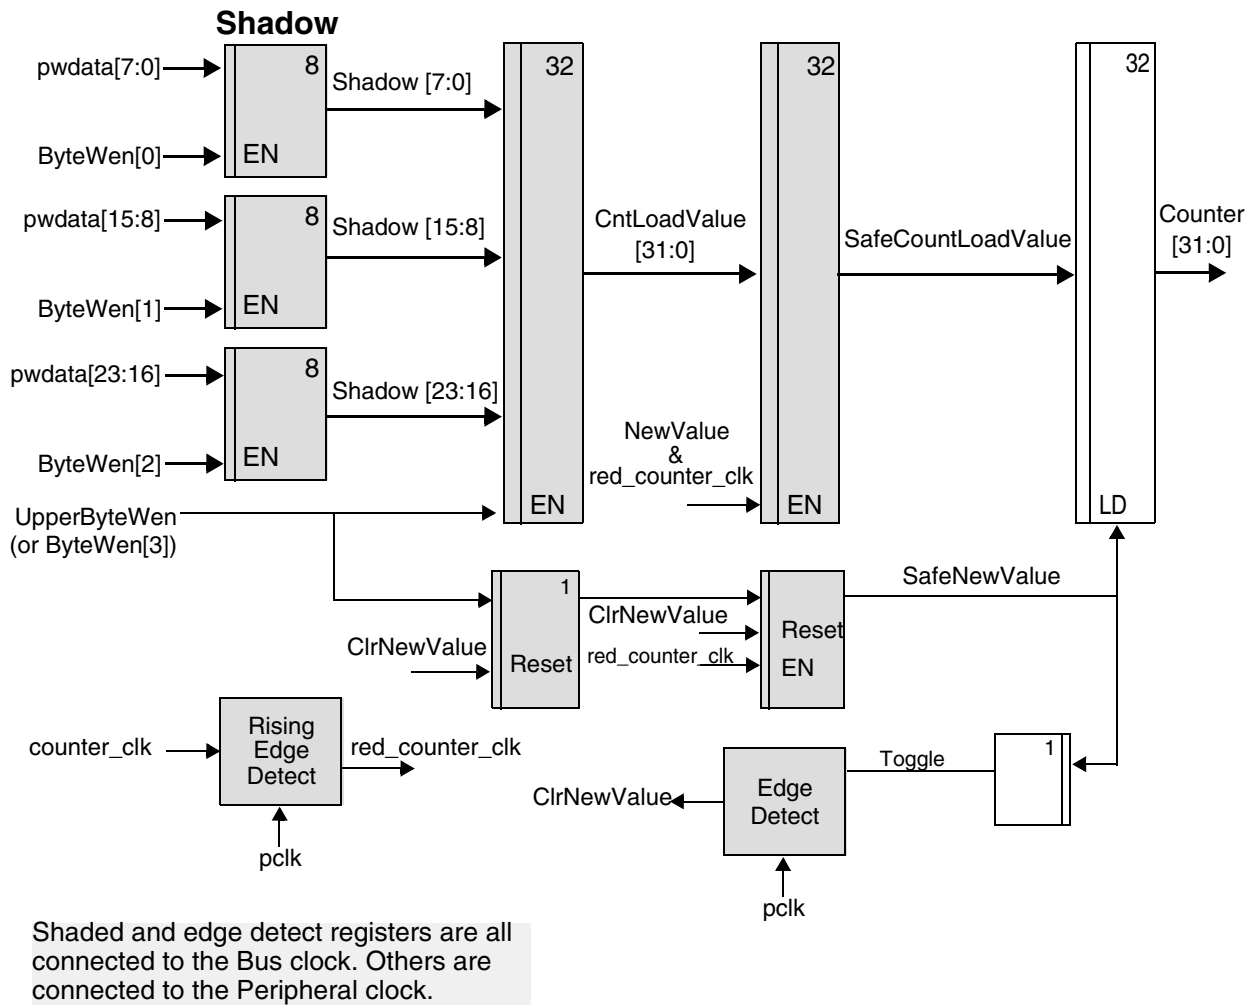 Shadow
pwdata[7:0]
8
Shadow [7:0]
32
32
32
ByteWen[0]
EN
pwdata[15:8]
8
Shadow [15:8]
CntLoadValue
[31:0]
SafeCountLoadValue
Counter
[31:0]
ByteWen[1]
EN
pwdata[23:16]
8
Shadow [23:16]
ByteWen[2]
EN
NewValue
&
red_counter_clk
UpperByteWen
(or ByteWen[3])
EN
EN
LD
1
ClrNewValue
Reset
ClrNewValue
red_counter_clk
Reset
EN
SafeNewValue
counter_clk
Rising
Edge
Detect
red_counter_clk
pclk
ClrNewValue
Edge
Detect
Toggle
1
pclk
Shaded and edge detect registers are all
connected to the Bus clock. Others are
connected to the Peripheral clock.